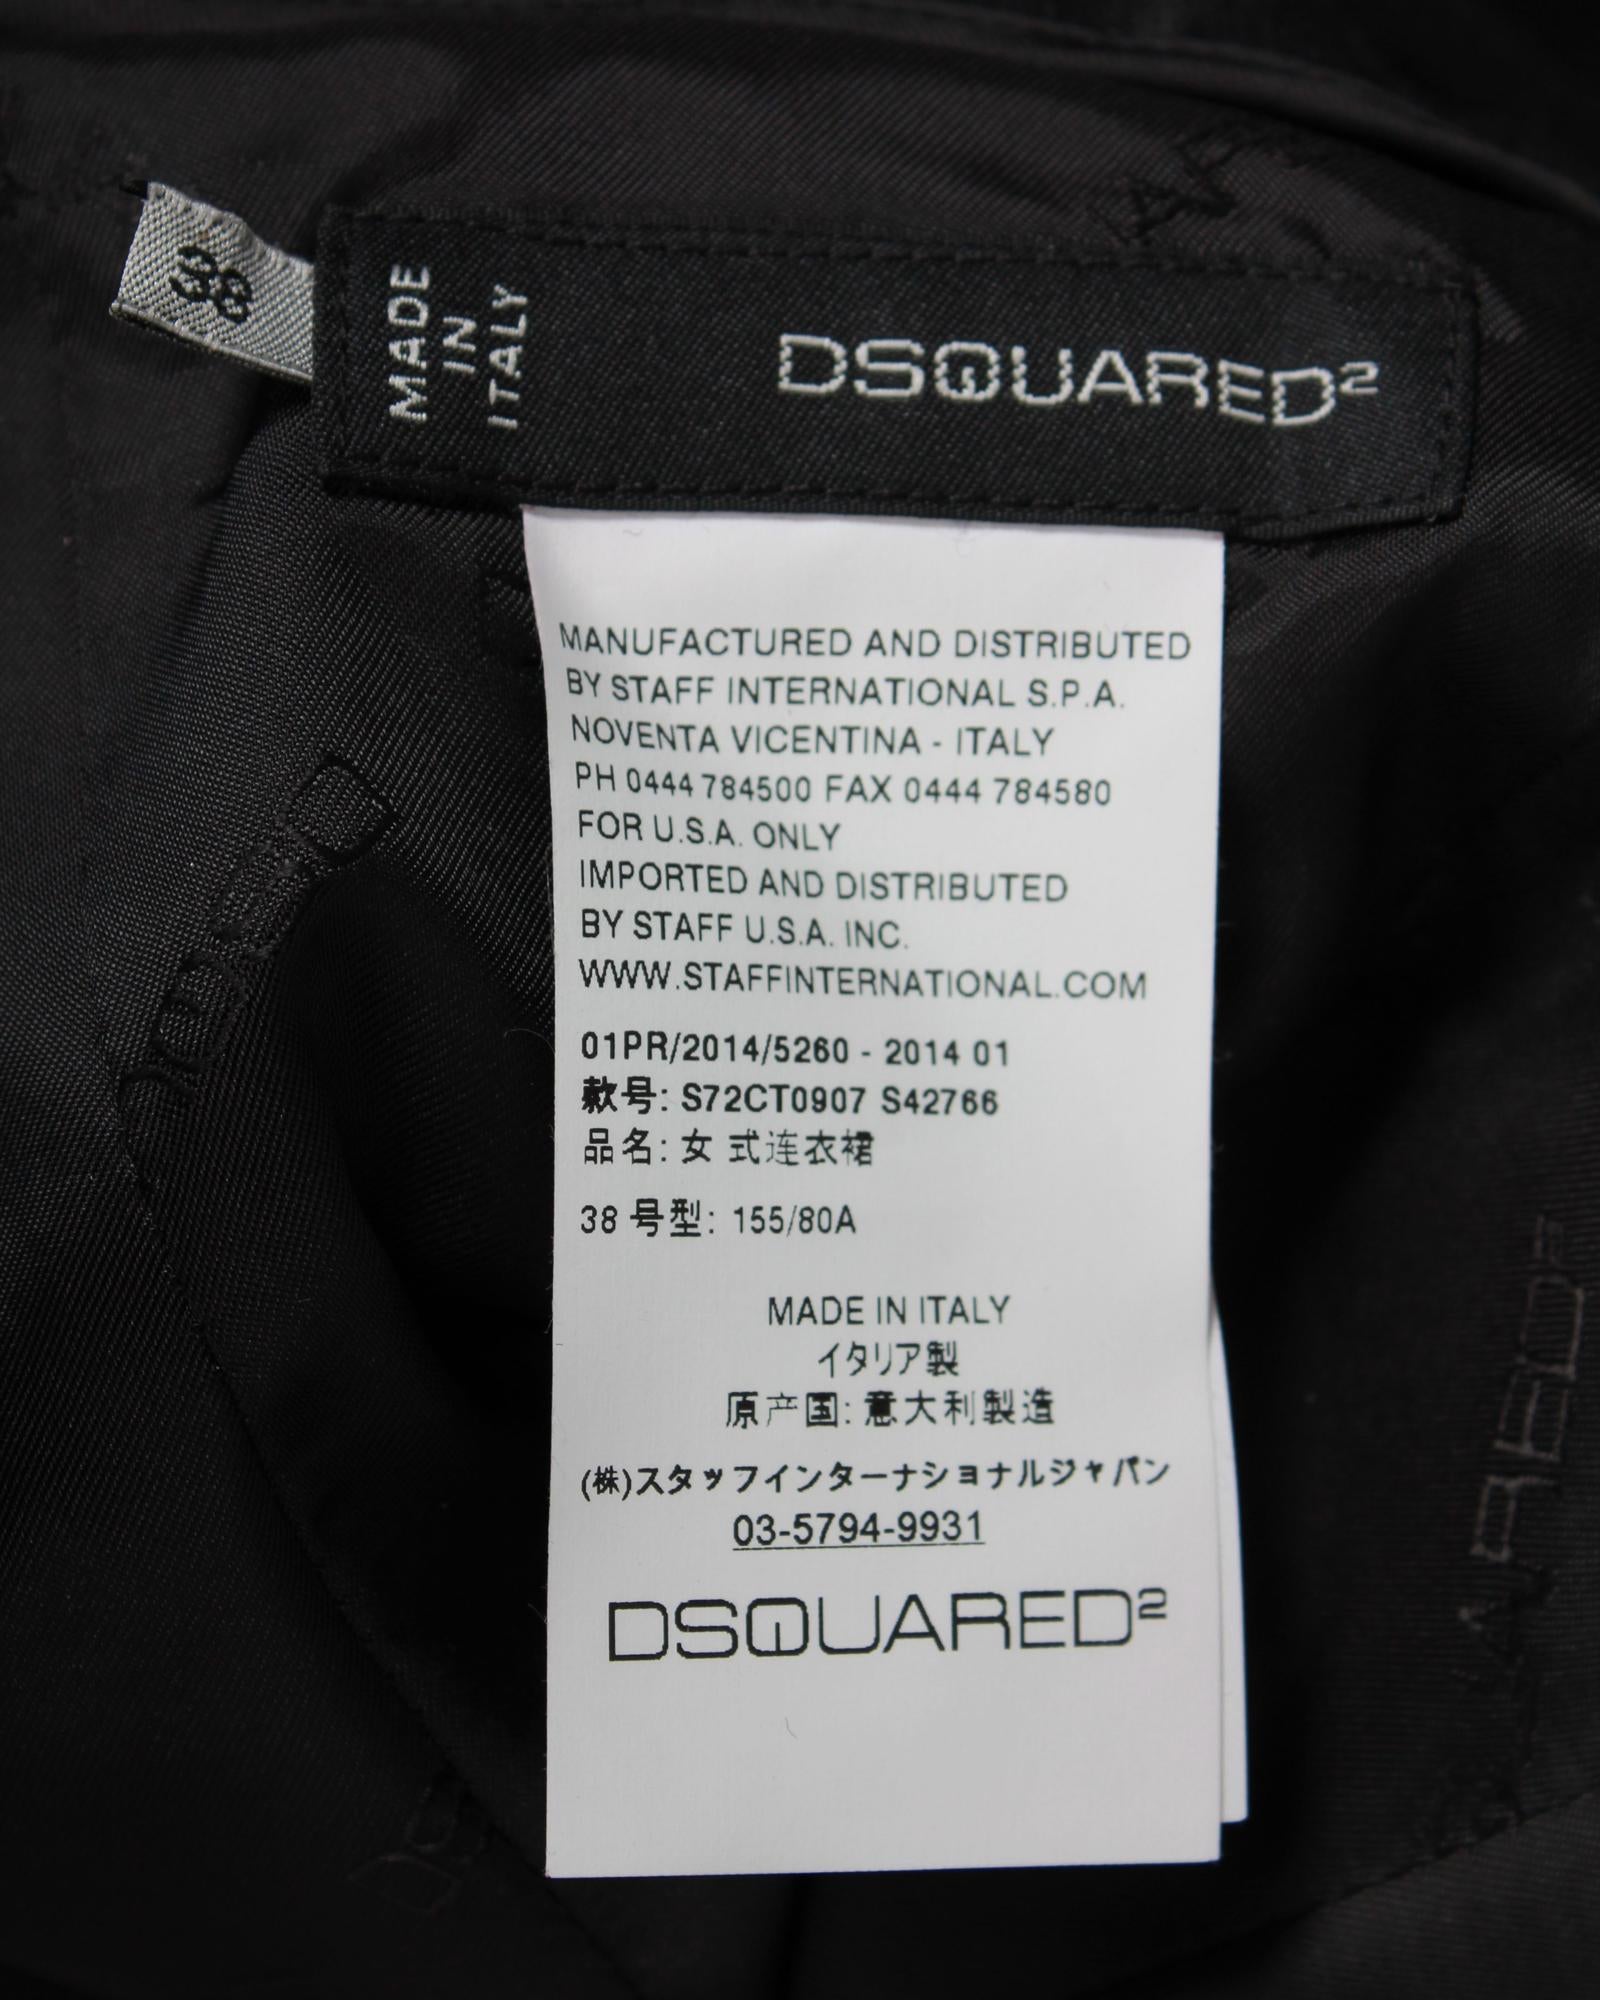 38
MADE
IN
ITALY
DSQUARED2
MANUFACTURED AND DISTRIBUTED
BY STAFF INTERNATIONAL S.P.A.
NOVENTA VICENTINA - ITALY
PH 0444 784500 FAX 0444 784580
FOR U.S.A. ONLY
IMPORTED AND DISTRIBUTED
BY STAFF U.S.A. INC.
WWW.STAFFINTERNATIONAL.COM
01PR/2014/5260 - 2014 01
款号: S72CT0907 S42766
品名: 女 式连衣裙
38 号型: 155/80A
MADE IN ITALY
イタリア製
原产国: 意大利製造
(株)スタッフインターナショナルジャパン
03-5794-9931
DSQUARED2